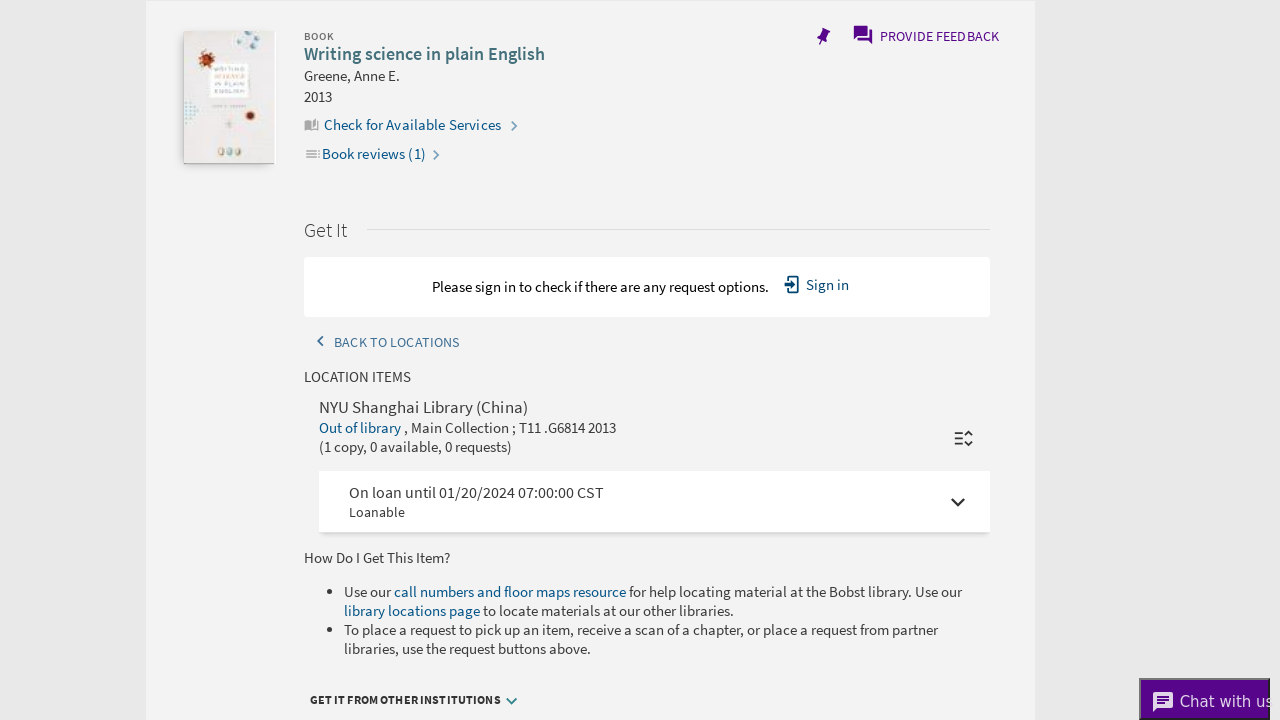 BOOK
Writing science in plain English
Greene, Anne E.
2013
Check for Available Services
Book reviews (1)
PROVIDE FEEDBACK
Get It
Please sign in to check if there are any request options. Sign in
BACK TO LOCATIONS
LOCATION ITEMS
NYU Shanghai Library (China)
Out of library , Main Collection ; T11 .G6814 2013
(1 copy, 0 available, 0 requests)
On loan until 01/20/2024 07:00:00 CST
Loanable
How Do I Get This Item?
Use our call numbers and floor maps resource for help locating material at the Bobst library. Use our
library locations page to locate materials at our other libraries.
To place a request to pick up an item, receive a scan of a chapter, or place a request from partner
libraries, use the request buttons above.
GET IT FROM OTHER INSTITUTIONS
Chat with us